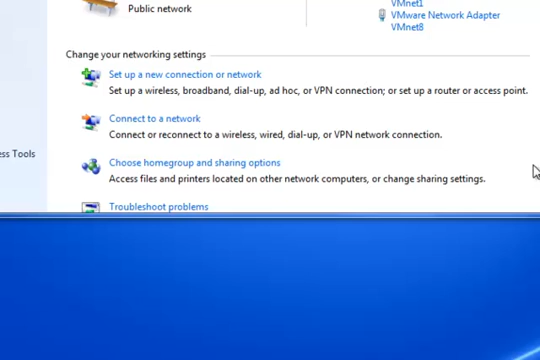 Public network
VMnet1
VMware Network Adapter
VMnet8
Change your networking settings
Set up a new connection or network
Set up a wireless, broadband, dial-up, ad hoc, or VPN connection; or set up a router or access point.
Connect to a network
Connect or reconnect to a wireless, wired, dial-up, or VPN network connection.
Choose homegroup and sharing options
Access files and printers located on other network computers, or change sharing settings.
ess Tools
Troubleshoot problems